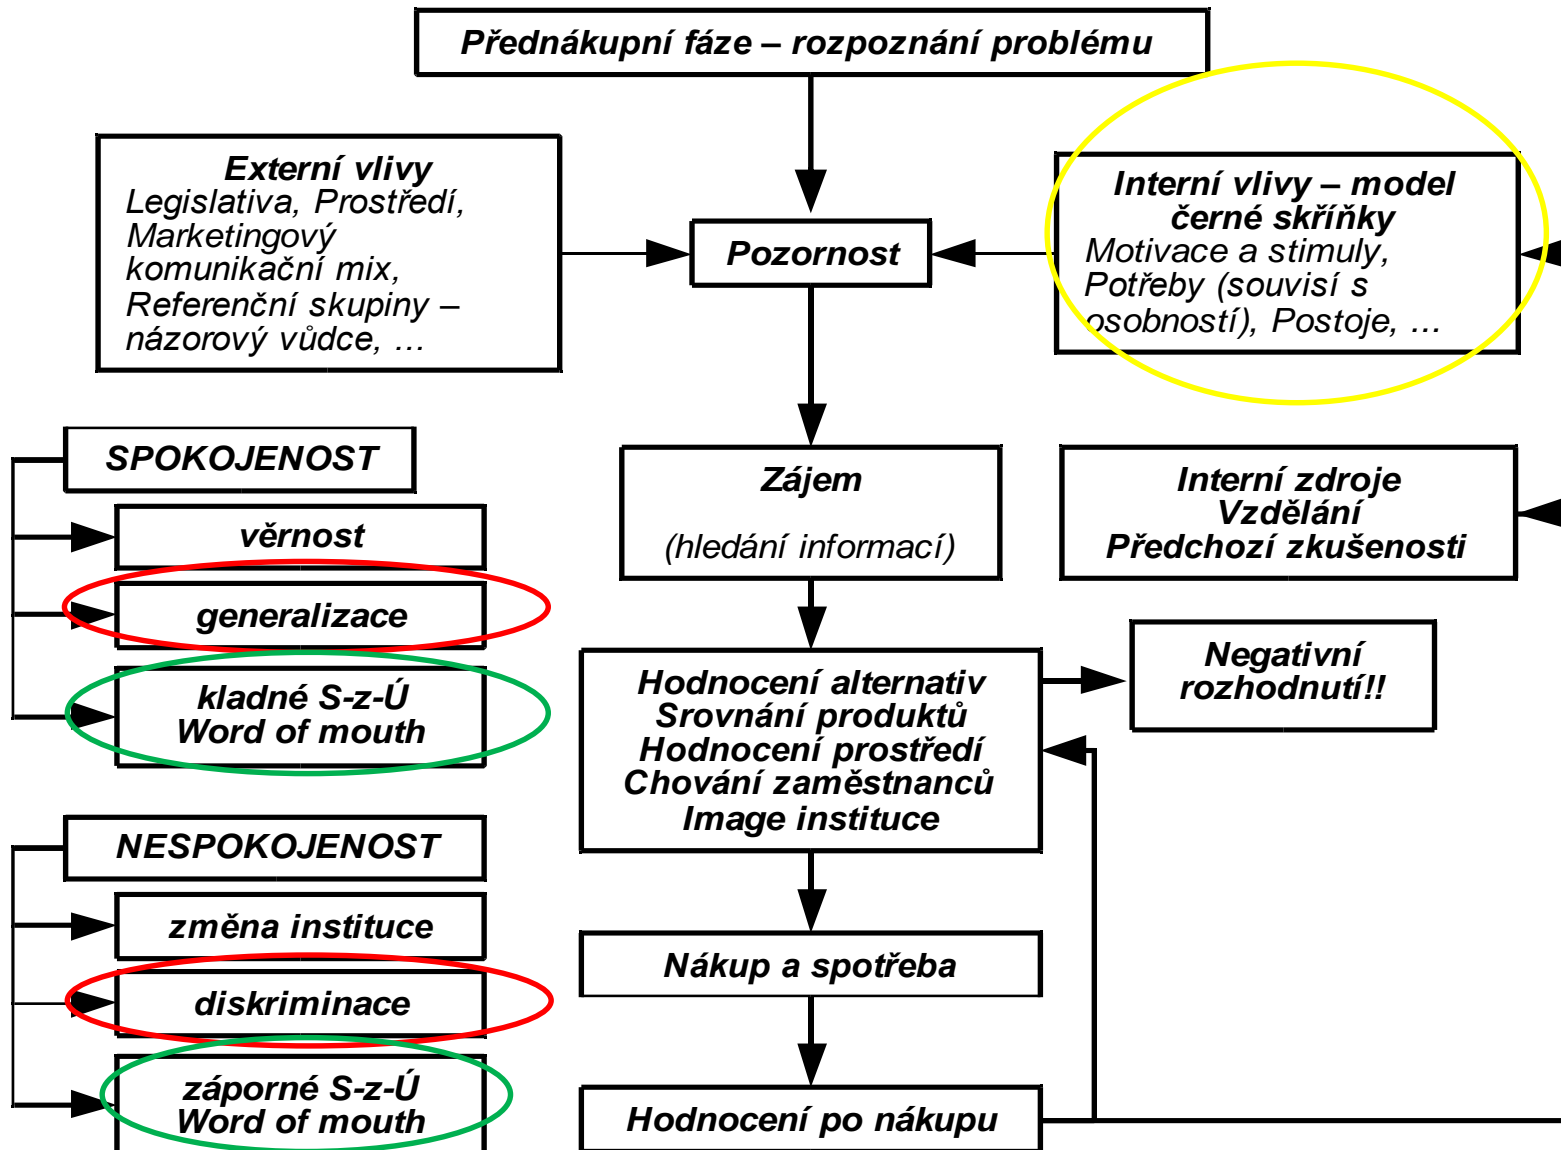 Přednákupní fáze – rozpoznání problému
Externí vlivy
Legislativa, Prostředí,
Marketingový
komunikační mix,
Referenční skupiny –
názorový vůdce, ...
Pozornost
Interní vlivy – model
černé skříňky
Motivace a stimuly,
Potřeby (souvisí s
osobností), Postoje, ...
SPOKOJENOST
věrnost
generalizace
kladné S-z-Ú
Word of mouth
Zájem
(hledání informací)
Interní zdroje
Vzdělání
Předchozí zkušenosti
Hodnocení alternativ
Srovnání produktů
Hodnocení prostředí
Chování zaměstnanců
Image instituce
Negativní
rozhodnutí!!
NESPOKOJENOST
změna instituce
diskriminace
záporné S-z-Ú
Word of mouth
Nákup a spotřeba
Hodnocení po nákupu